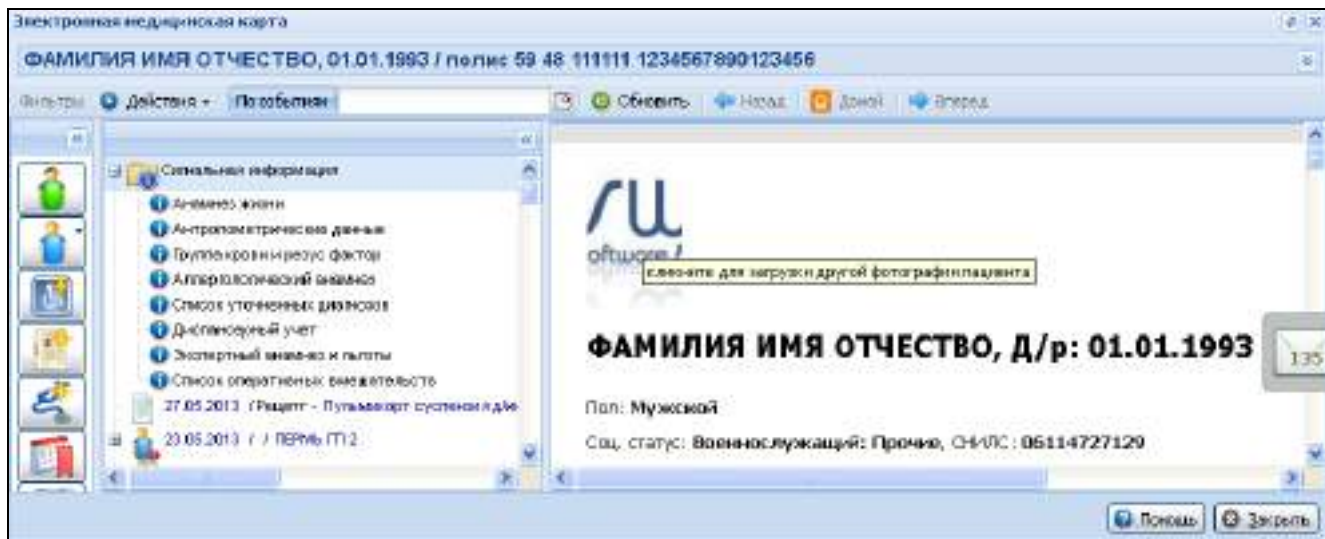 Электронная медицинская карта
ФАМИЛИЯ ИМЯ ОТЧЕСТВО, 01.01.1993 / полис 59 48 111111 1234567890123456
Фильтры Действия По событиям Обновить Назад Домой Вперед
Сигнальная информация
Анамнез жизни
Антропометрические данные
Группа крови и резус фактор
Аллергологический анамнез
Список уточненных диагнозов
Диспансерный учет
Экспертный анамнез и льготы
Список оперативных вмешательств
27.05.2013 /Рецепт - Пульмикорт суспензия д/и
23.05.2013 / / ПЕРМЬ ГП 2
oftware
кликните для загрузки другой фотографии пациента
ФАМИЛИЯ ИМЯ ОТЧЕСТВО, Д/р: 01.01.1993
135
Пол: Мужской
Соц. статус: Военнослужащий: Прочие, СНИЛС: 06114727129
Помощь Закрыть